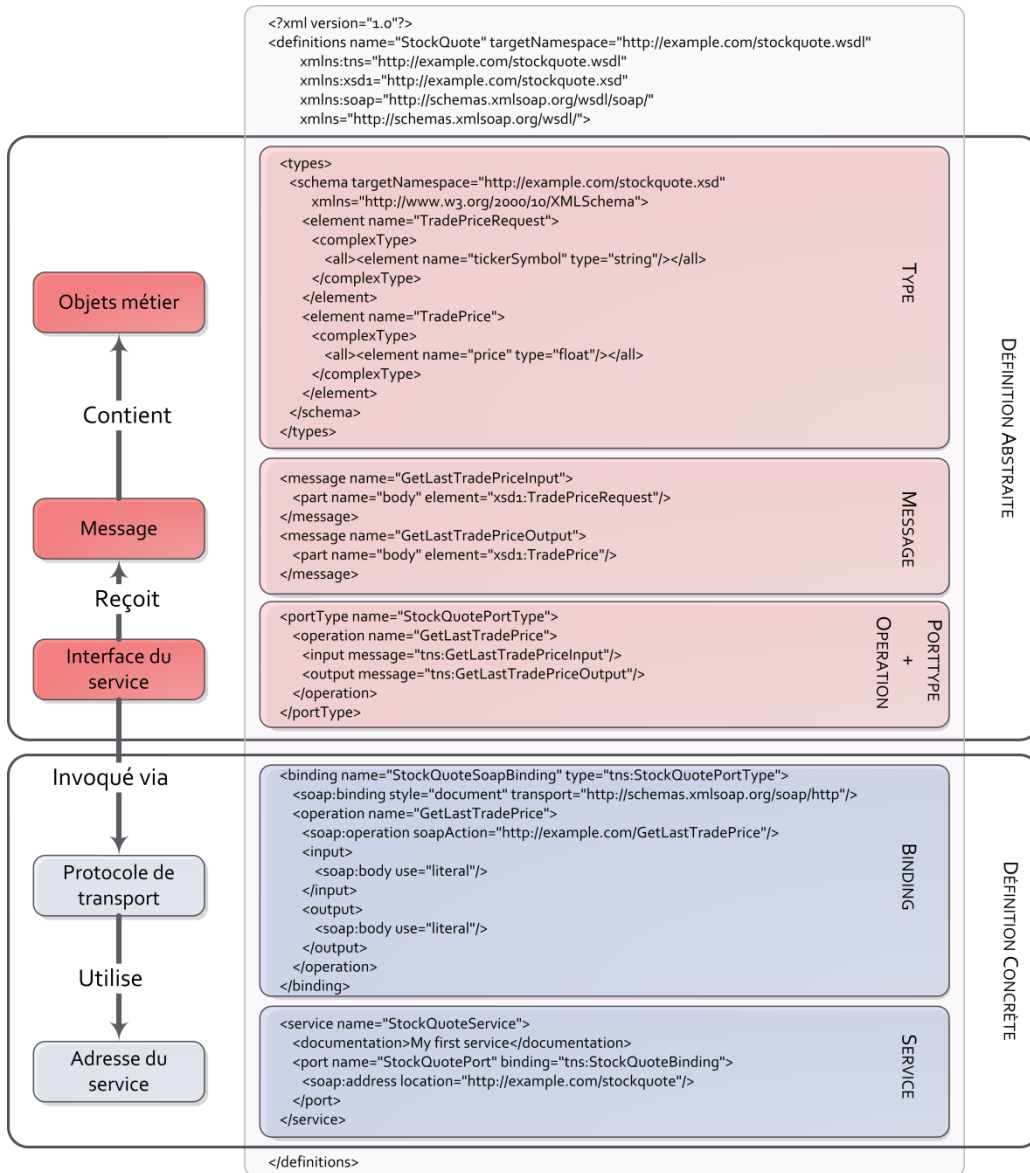 <?xml version="1.0"?>
<definitions name="StockQuote" targetNamespace="http://example.com/stockquote.wsdl"
xmlns:tns="http://example.com/stockquote.wsdl"
xmlns:xsd1="http://example.com/stockquote.xsd"
xmlns:soap="http://schemas.xmlsoap.org/wsdl/soap/"
xmlns="http://schemas.xmlsoap.org/wsdl/">
<types>
<schema targetNamespace="http://example.com/stockquote.xsd"
xmlns="http://www.w3.org/2000/10/XMLSchema">
<element name="TradePriceRequest">
<complexType>
<all><element name="tickerSymbol" type="string"/></all>
</complexType>
</element>
<element name="TradePrice">
<complexType>
<all><element name="price" type="float"/></all>
</complexType>
</element>
</schema>
</types>
TYPE
<message name="GetLastTradePriceInput">
<part name="body" element="xsd1:TradePriceRequest"/>
</message>
<message name="GetLastTradePriceOutput">
<part name="body" element="xsd1:TradePrice"/>
</message>
MESSAGE
<portType name="StockQuotePortType">
<operation name="GetLastTradePrice">
<input message="tns:GetLastTradePriceInput"/>
<output message="tns:GetLastTradePriceOutput"/>
</operation>
</portType>
PORTTYPE
+
OPERATION
DÉFINITION ABSTRAITE
Objets métier
Contient
Message
Reçoit
Interface du
service
Invoqué via
Protocole de
transport
Utilise
Adresse du
service
<binding name="StockQuoteSoapBinding" type="tns:StockQuotePortType">
<soap:binding style="document" transport="http://schemas.xmlsoap.org/soap/http"/>
<operation name="GetLastTradePrice">
<soap:operation soapAction="http://example.com/GetLastTradePrice"/>
<input>
<soap:body use="literal"/>
</input>
<output>
<soap:body use="literal"/>
</output>
</operation>
</binding>
BINDING
<service name="StockQuoteService">
<documentation>My first service</documentation>
<port name="StockQuotePort" binding="tns:StockQuoteBinding">
<soap:address location="http://example.com/stockquote"/>
</port>
</service>
SERVICE
DÉFINITION CONCRÈTE
</definitions>